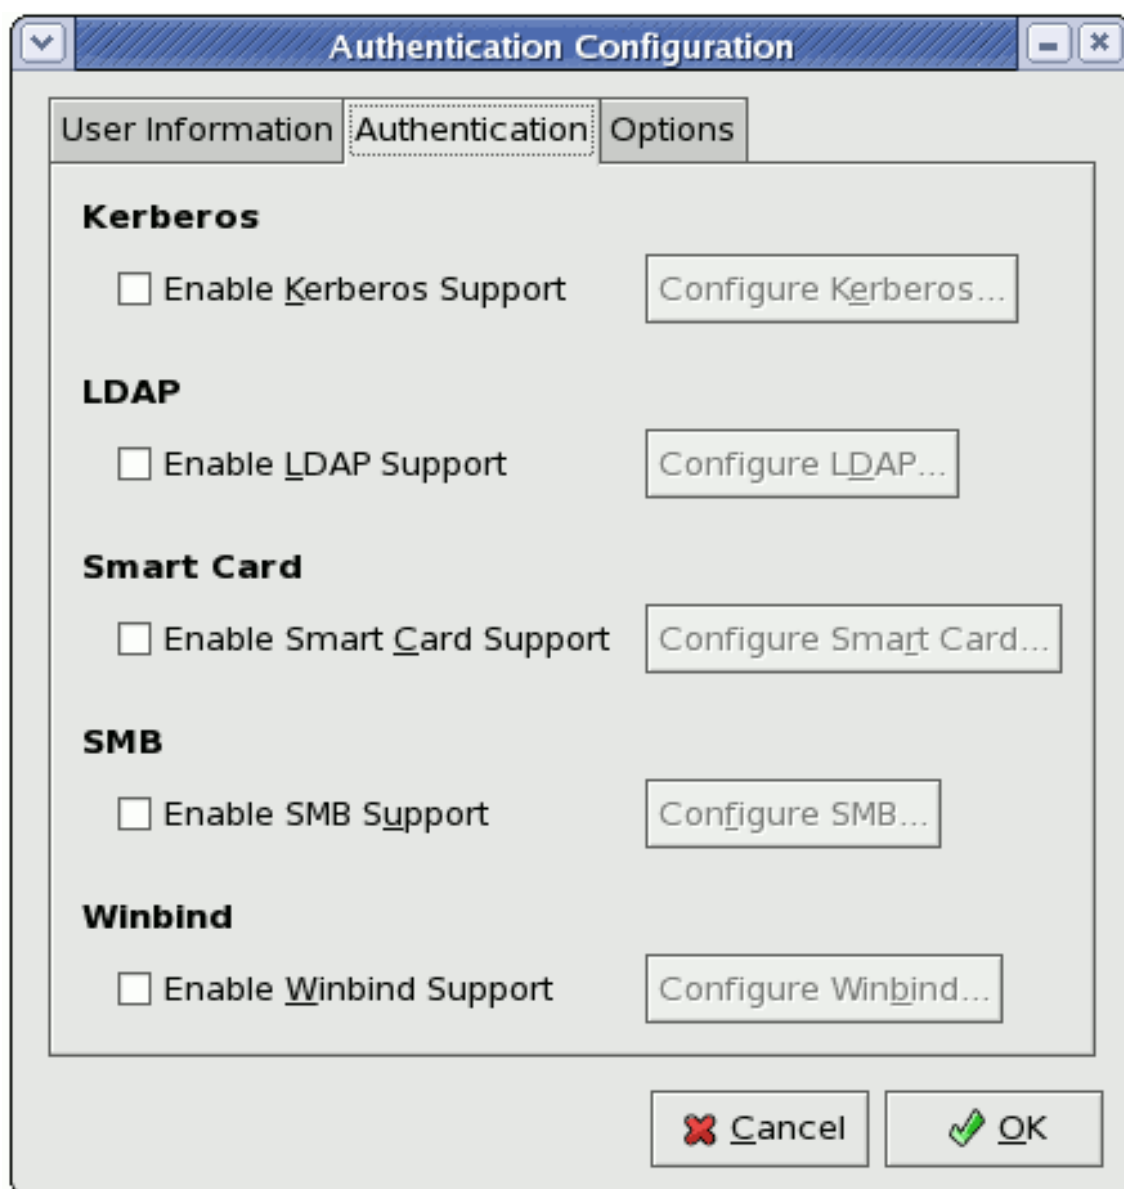 Authentication Configuration
User Information Authentication Options
Kerberos
Enable Kerberos Support Configure Kerberos...
LDAP
Enable LDAP Support Configure LDAP...
Smart Card
Enable Smart Card Support Configure Smart Card...
SMB
Enable SMB Support Configure SMB...
Winbind
Enable Winbind Support Configure Winbind...
Cancel OK